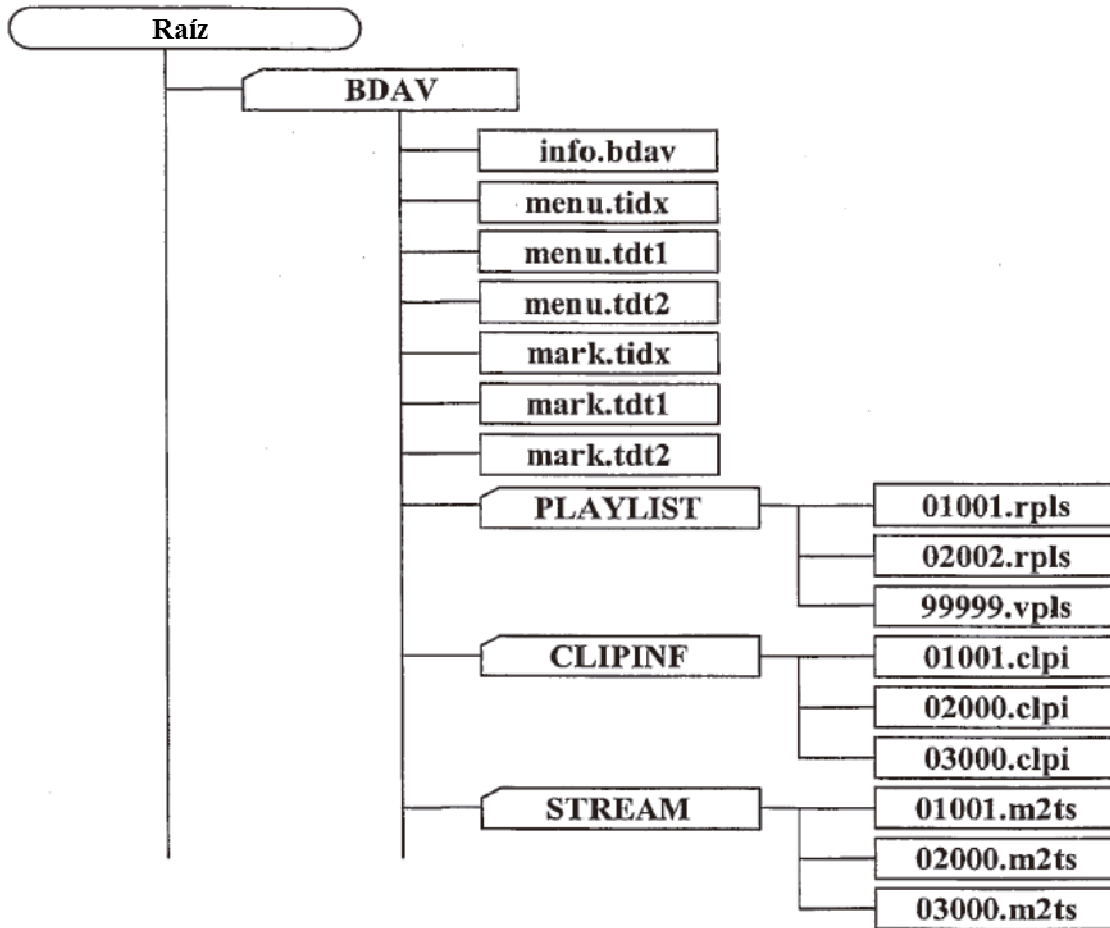 Raíz
BDAV
info.bdav
menu.tidx
menu.tdt1
menu.tdt2
mark.tidx
mark.tdt1
mark.tdt2
PLAYLIST
01001.rpls
02002.rpls
99999.vpls
CLIPINF
01001.clpi
02000.clpi
03000.clpi
STREAM
01001.m2ts
02000.m2ts
03000.m2ts